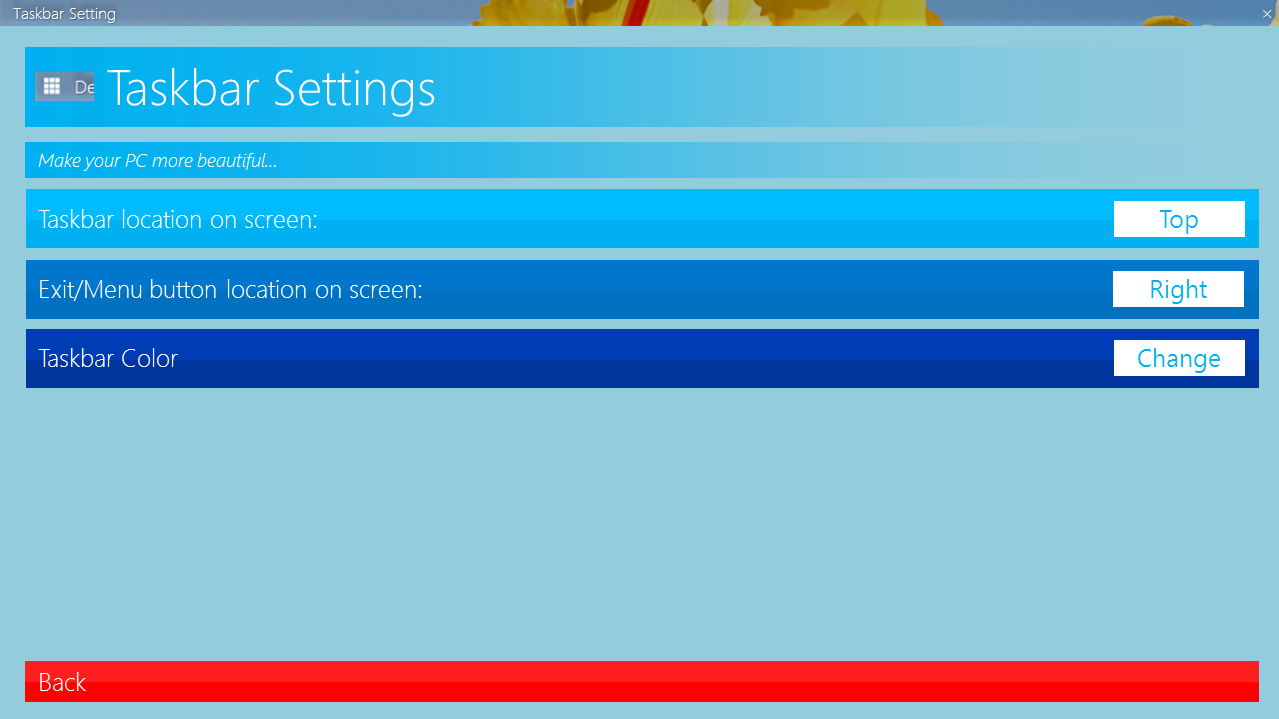 Taskbar Setting
De
Taskbar Settings
Make your PC more beautiful...
Taskbar location on screen:
Top
Exit/Menu button location on screen:
Right
Taskbar Color
Change
Back